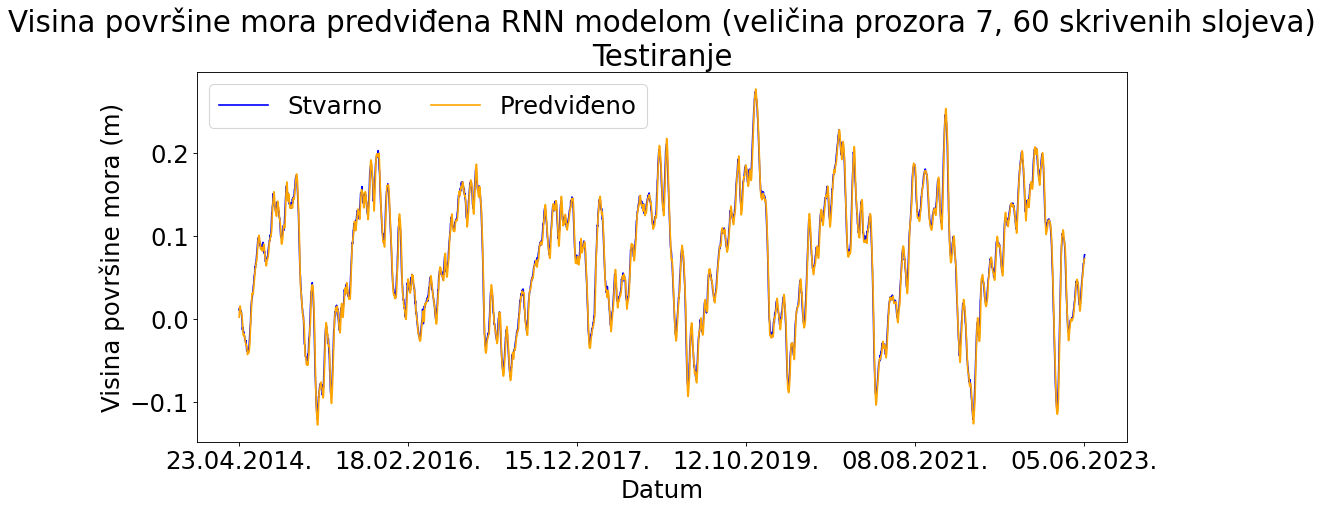 Visina površine mora predviđena RNN modelom (veličina prozora 7, 60 skrivenih slojeva)
Testiranje
Stvarno
Predviđeno
Visina površine mora (m)
0.2
0.1
0.0
−0.1
23.04.2014.
18.02.2016.
15.12.2017.
12.10.2019.
08.08.2021.
05.06.2023.
Datum